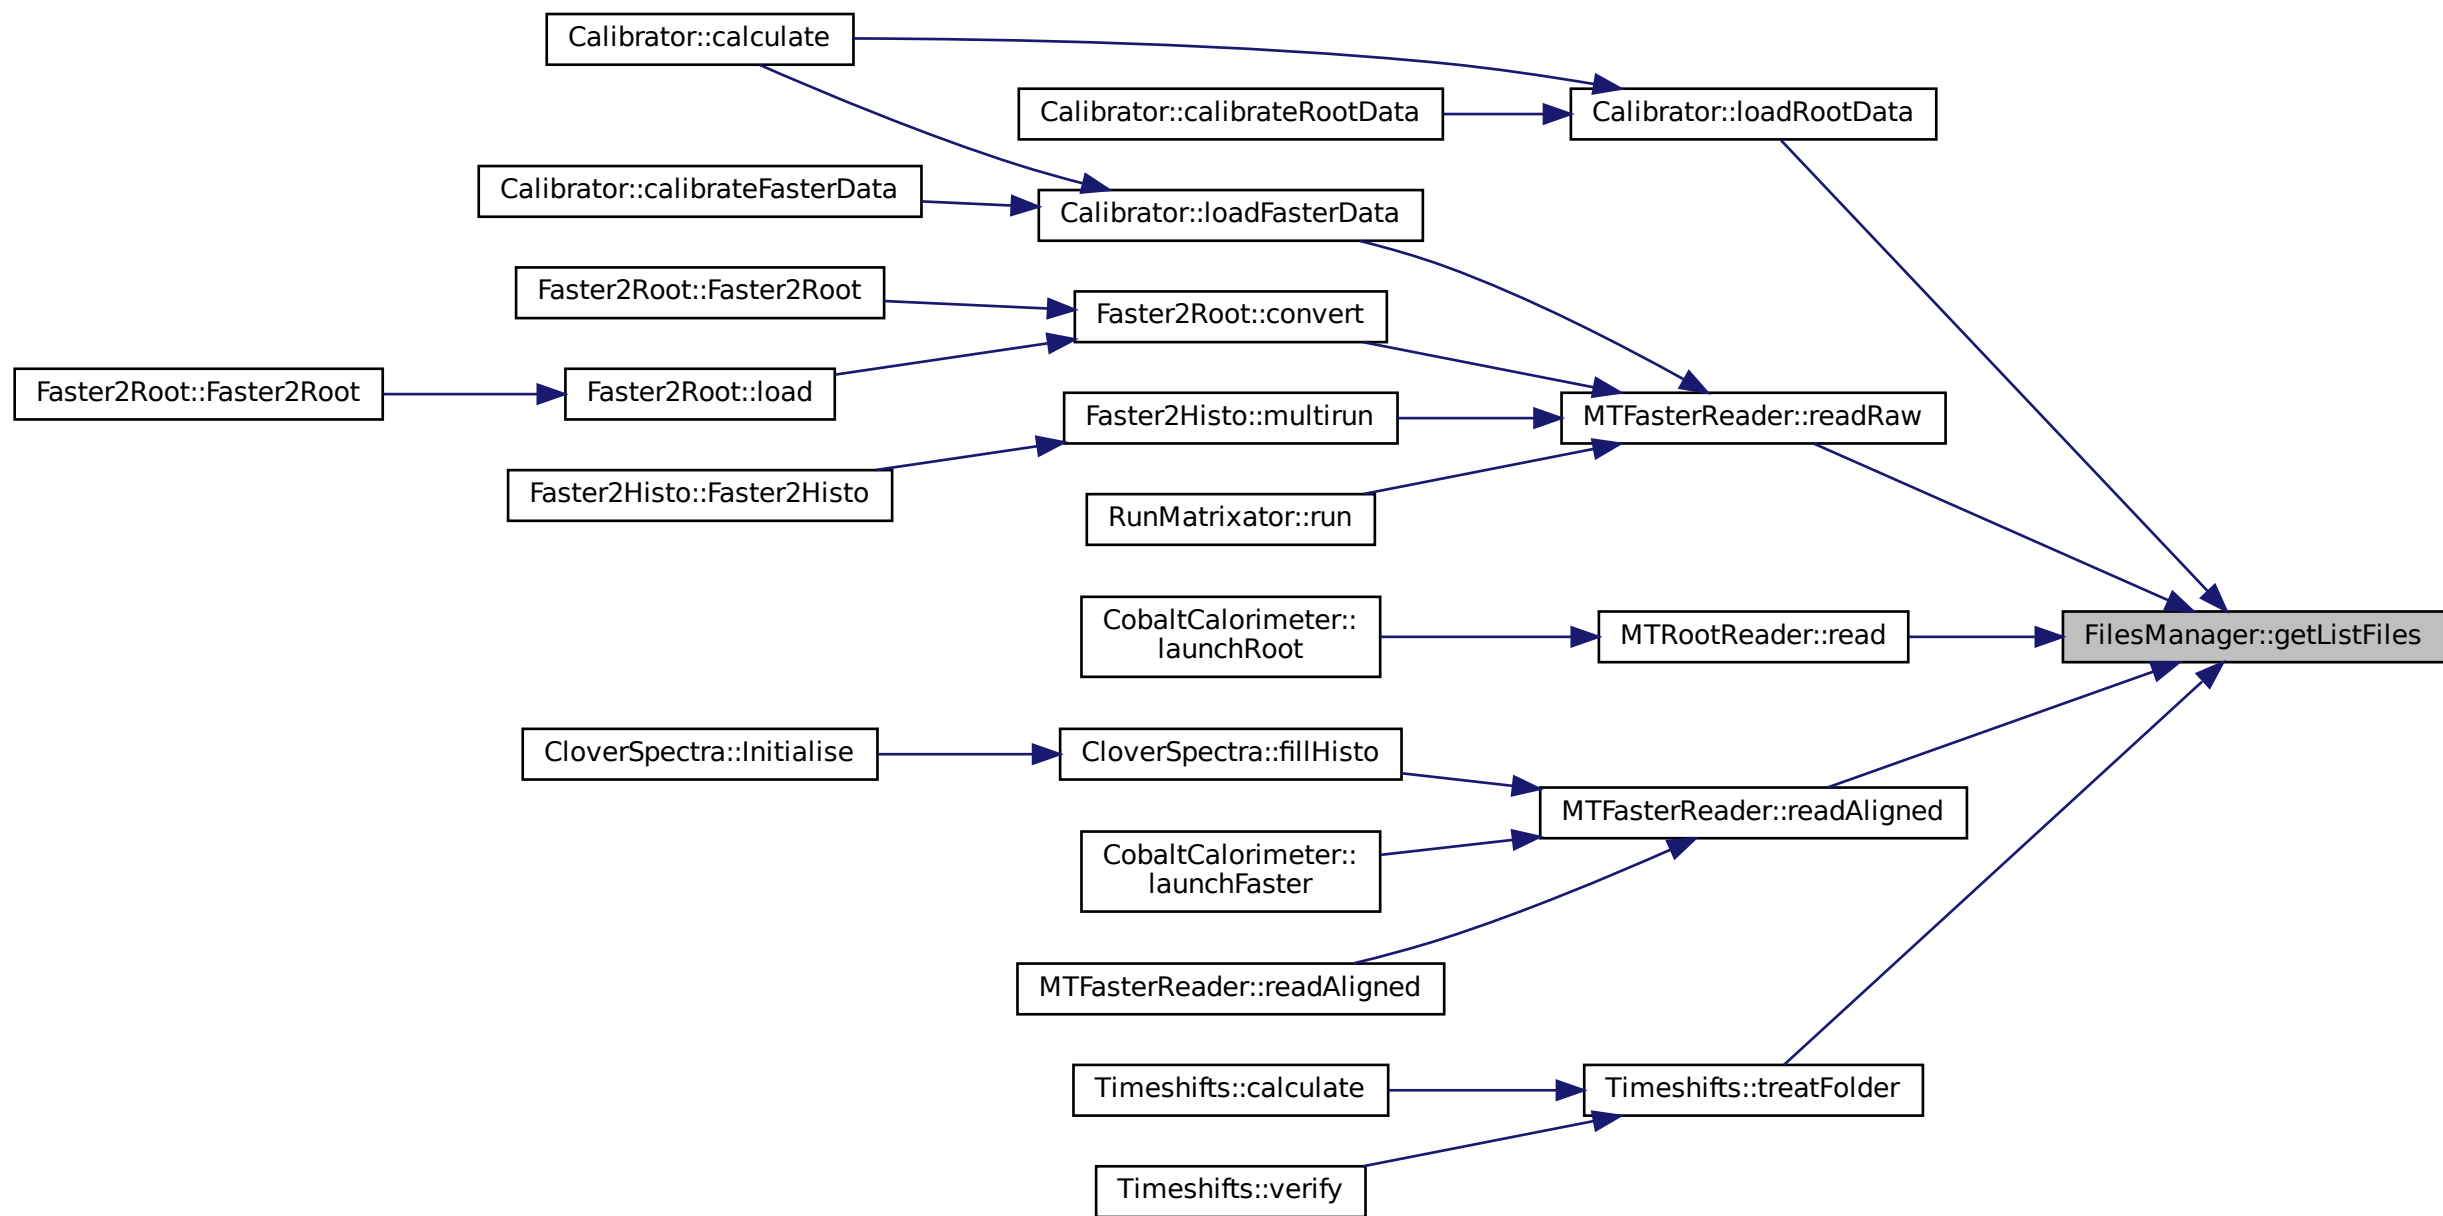 Calibrator::calculate
Calibrator::calibrateRootData
Calibrator::loadRootData
Calibrator::calibrateFasterData
Calibrator::loadFasterData
Faster2Root::Faster2Root
Faster2Root::convert
Faster2Root::Faster2Root
Faster2Root::load
Faster2Histo::multirun
MTFasterReader::readRaw
Faster2Histo::Faster2Histo
RunMatrixator::run
CobaltCalorimeter::
launchRoot
MTRootReader::read
FilesManager::getListFiles
CloverSpectra::Initialise
CloverSpectra::fillHisto
MTFasterReader::readAligned
CobaltCalorimeter::
launchFaster
MTFasterReader::readAligned
Timeshifts::calculate
Timeshifts::treatFolder
Timeshifts::verify